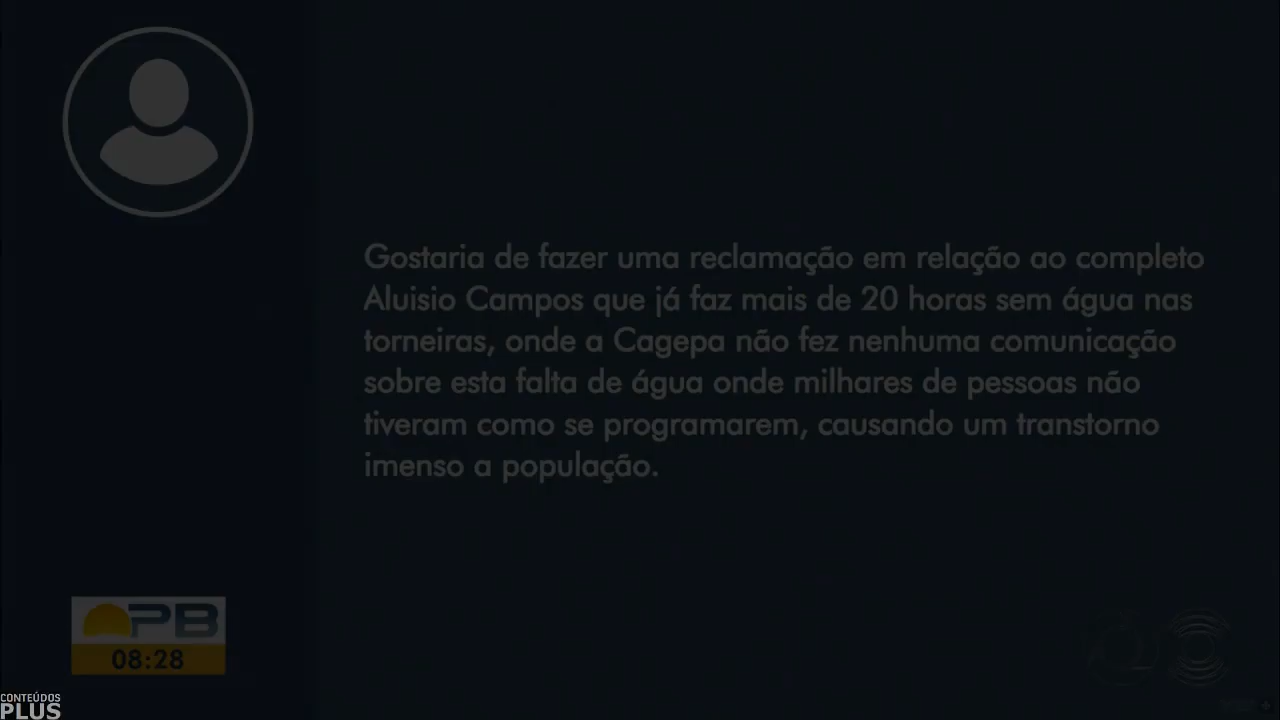 Gostaria de fazer uma reclamação em relação ao completo
Aluisio Campos que já faz mais de 20 horas sem água nas
torneiras, onde a Cagepa não fez nenhuma comunicação
sobre esta falta de água onde milhares de pessoas não
tiveram como se programarem, causando um transtorno
imenso a população.
PB
08:28
CONTEÚDOS
PLUS